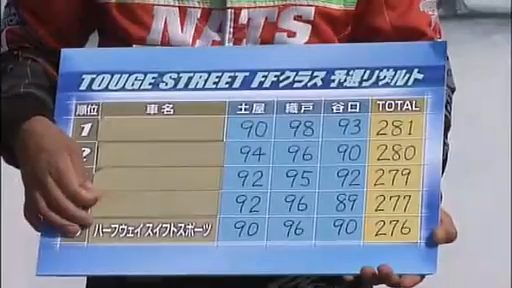 NATS
TOUGE STREET FFクラス 予選リザルト
順位 車名 土屋 織戸 谷口 TOTAL
1 90 98 93 281
2 94 96 90 280
92 95 92 279
92 96 89 277
ハーフウェイ スイフトスポーツ 90 96 90 276